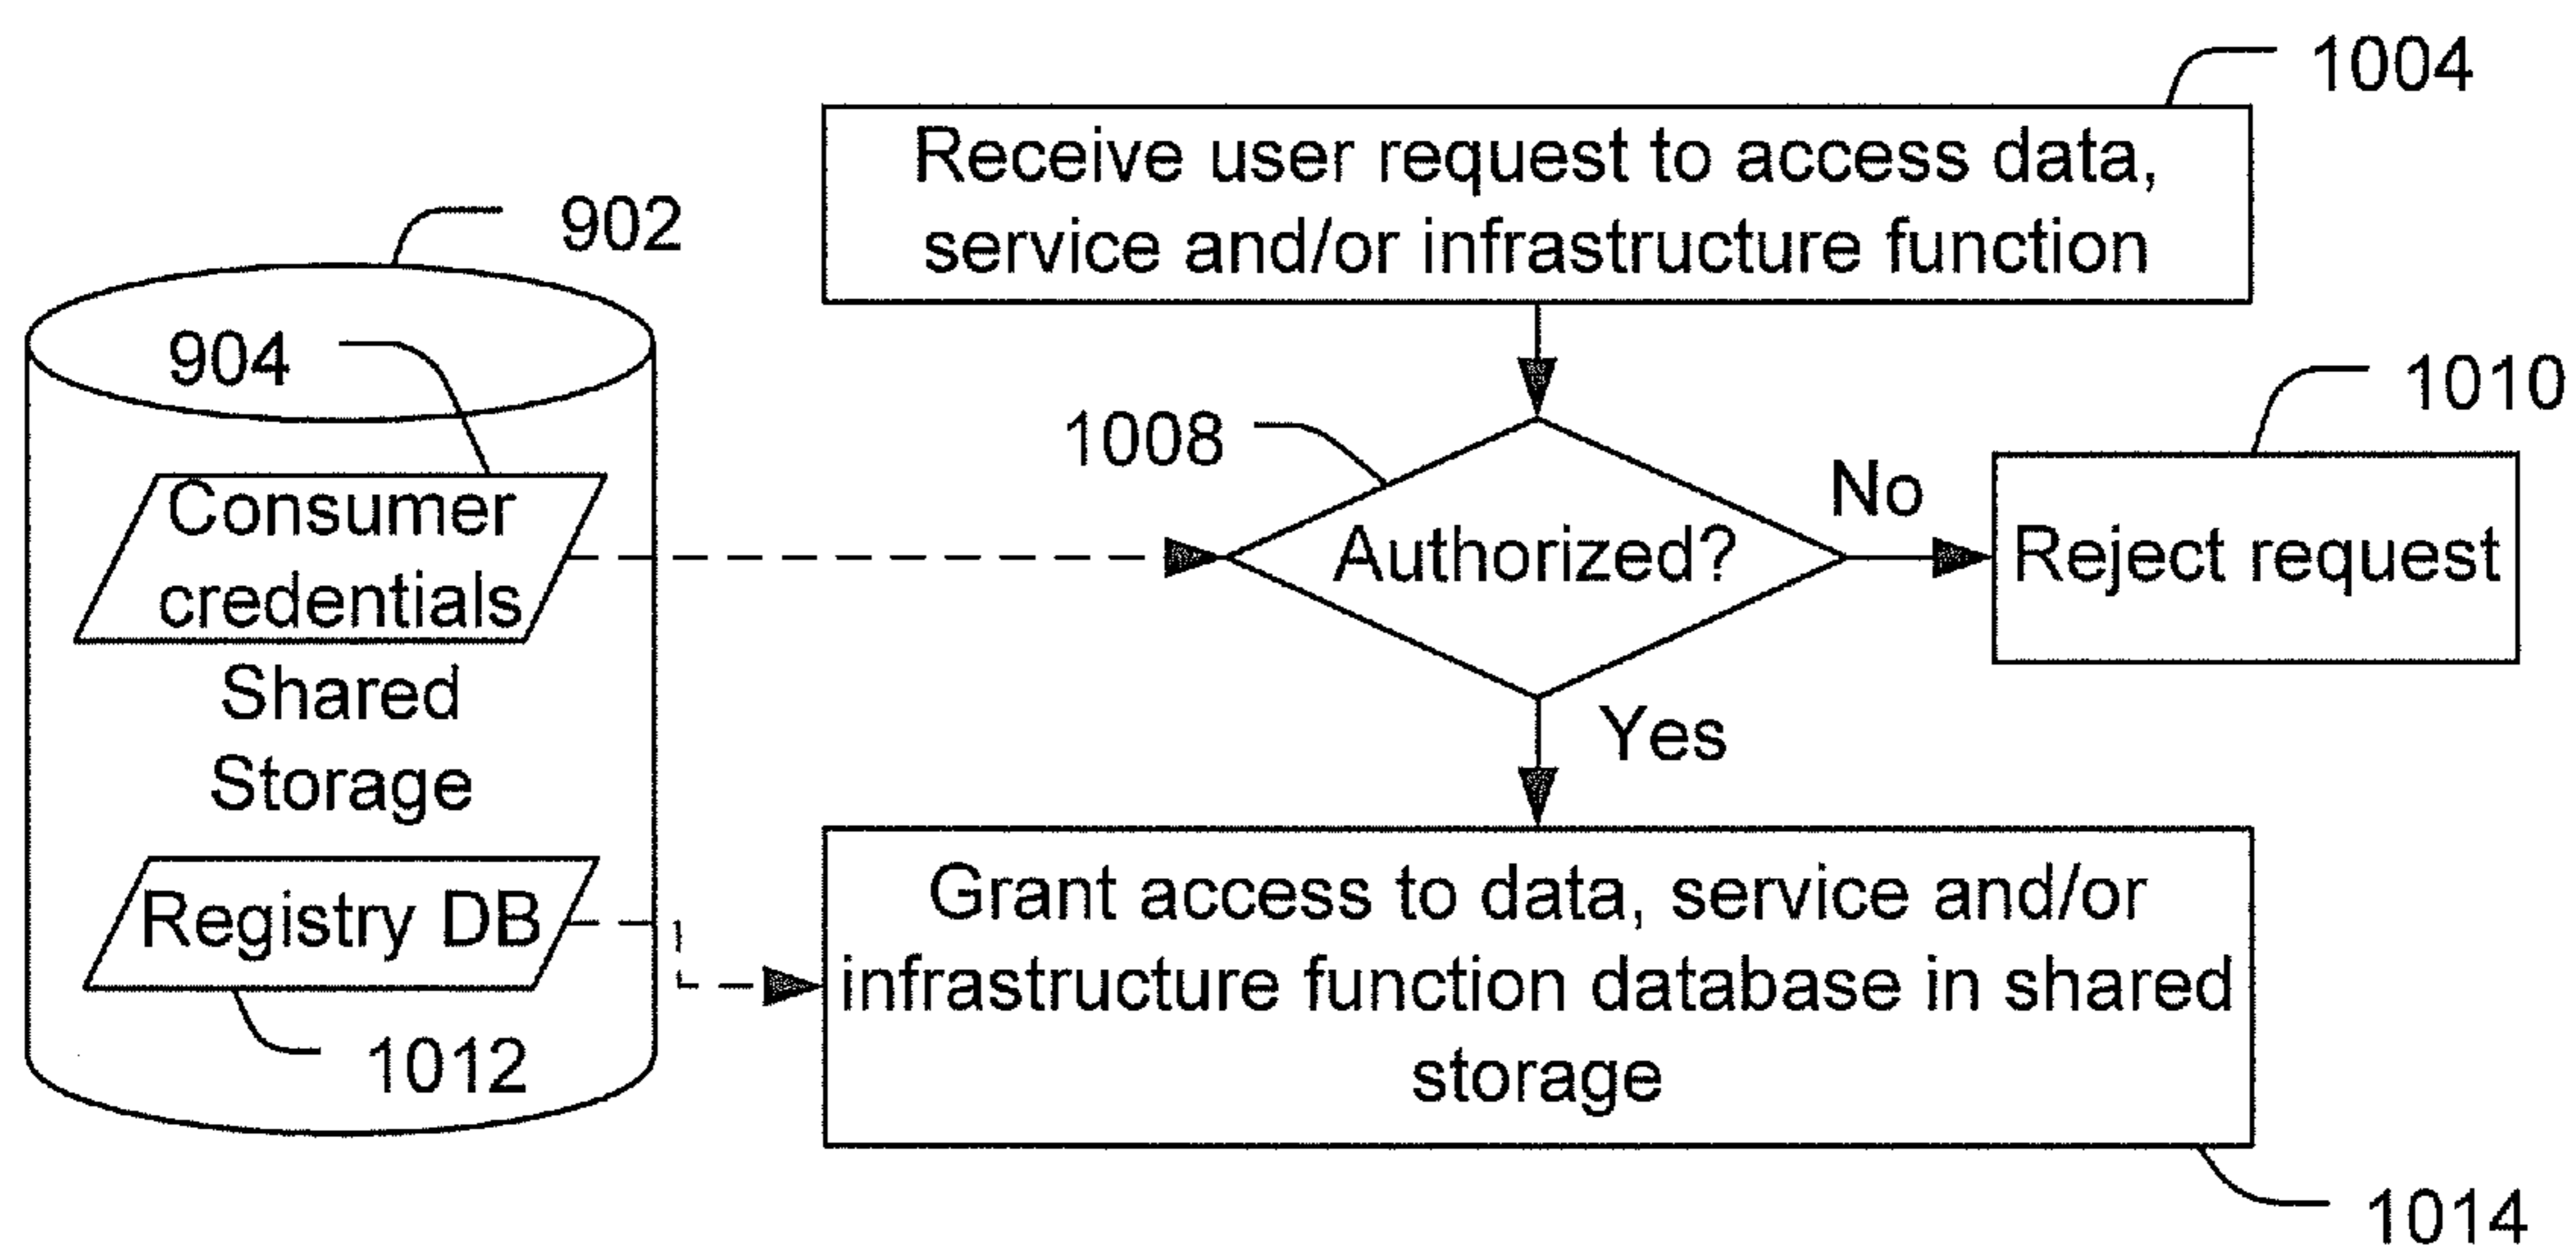 1004
Receive user request to access data,
service and/or infrastructure function
902
904
Consumer
credentials
Shared
Storage
Registry DB
1012
1008
Authorized?
No
1010
Reject request
Yes
Grant access to data, service and/or
infrastructure function database in shared
storage
1014